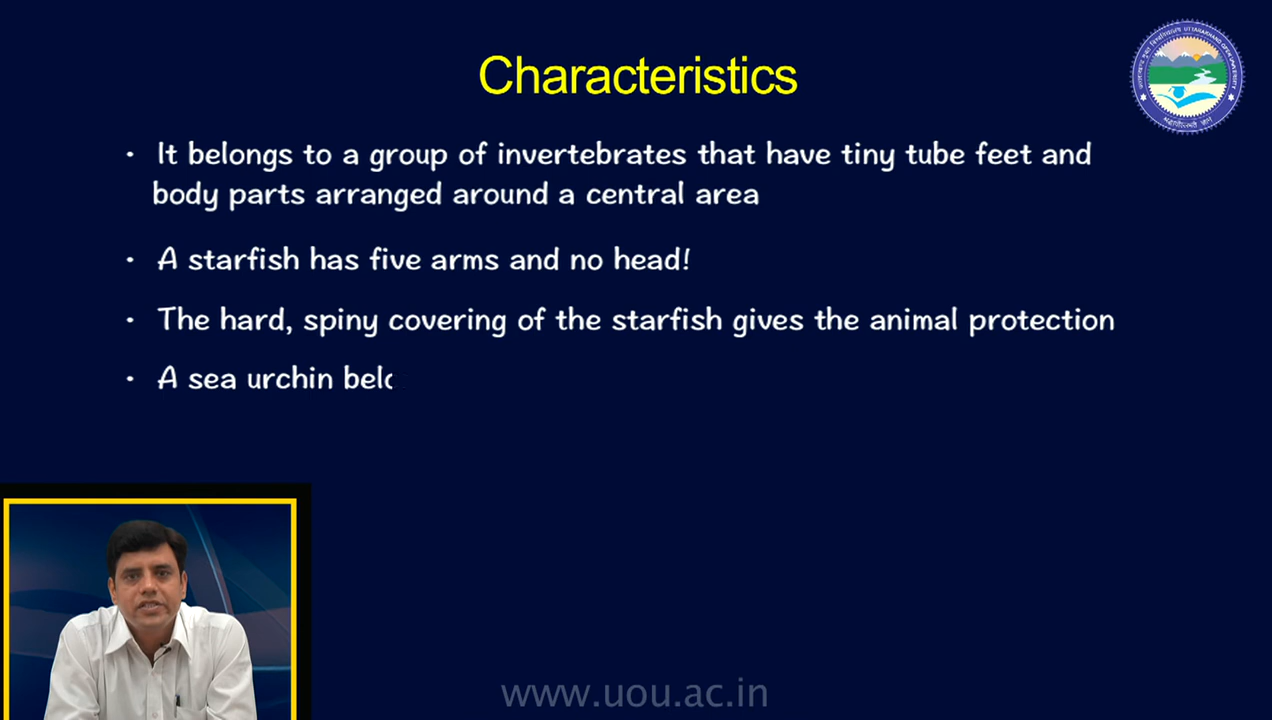 Characteristics
• It belongs to a group of invertebrates that have tiny tube feet and
body parts arranged around a central area
• A starfish has five arms and no head!
• The hard, spiny covering of the starfish gives the animal protection
• A sea urchin belo
www.uou.ac.in